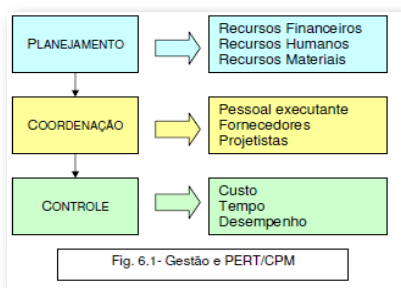 PLANEJAMENTO
Recursos Financeiros
Recursos Humanos
Recursos Materiais
COORDENAÇÃO
Pessoal executante
Fornecedores
Projetistas
CONTROLE
Custo
Tempo
Desempenho
Fig. 6.1- Gestão e PERT/CPM